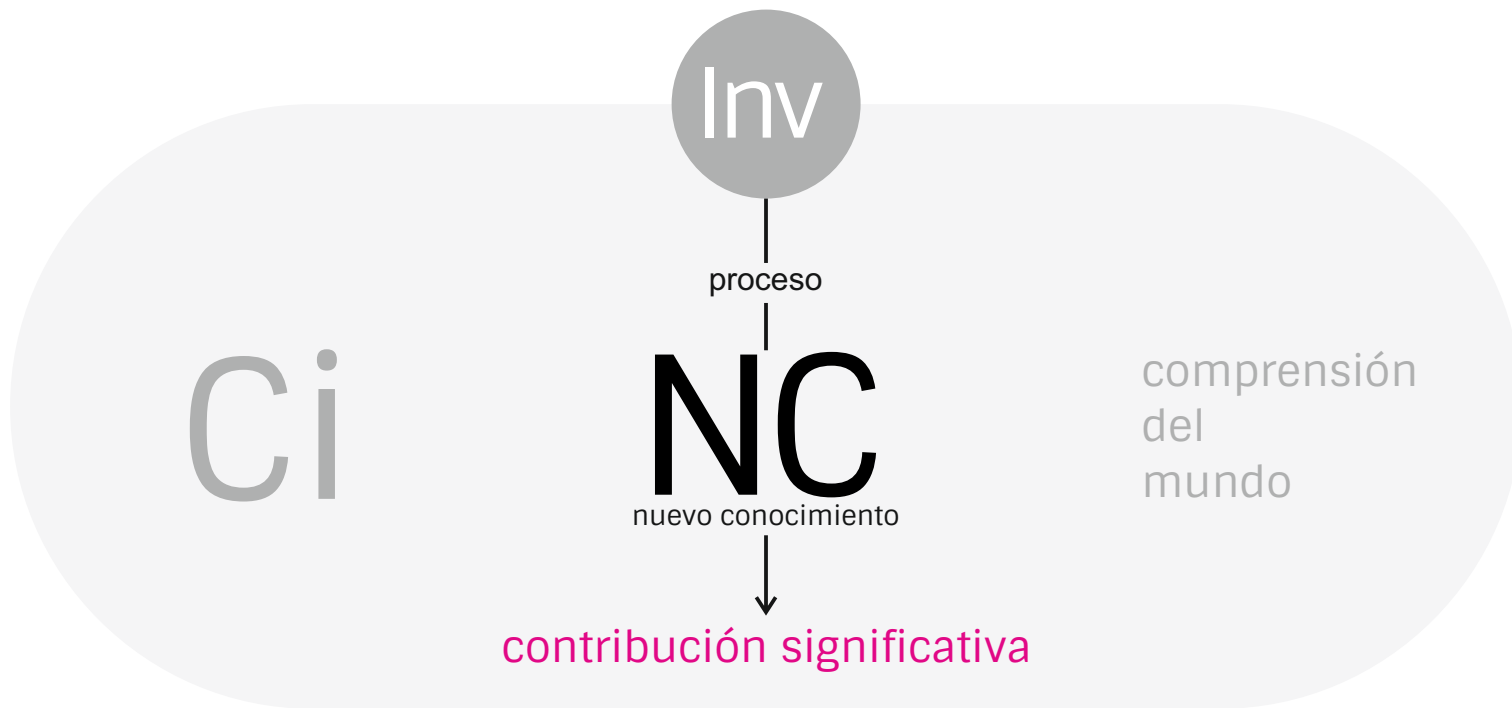 Inv
proceso
Ci
NC
nuevo conocimiento
comprensión
del
mundo
contribución significativa